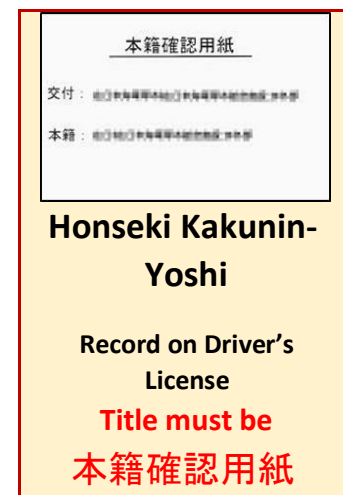 本籍確認用紙
交付：
本籍：
Honseki Kakunin-
Yoshi
Record on Driver’s
License
Title must be
本籍確認用紙